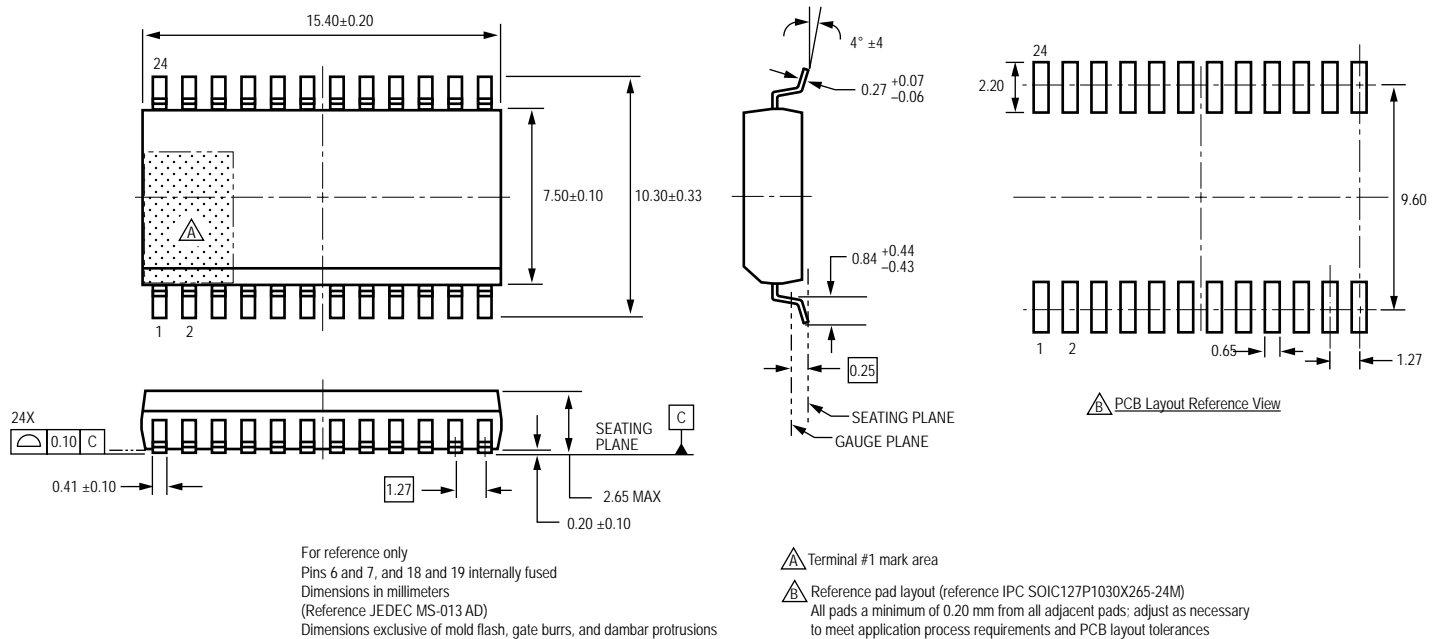 15.40±0.20
24
7.50±0.10
10.30±0.33
A
1 2
24X
0.10 C
0.41 ±0.10
1.27
SEATING
PLANE
C
2.65 MAX
0.20 ±0.10
4° ±4
0.27 +0.07
–0.06
0.84 +0.44
–0.43
0.25
SEATING PLANE
GAUGE PLANE
24
2.20
9.60
1 2
0.65
1.27
B PCB Layout Reference View
For reference only
Pins 6 and 7, and 18 and 19 internally fused
Dimensions in millimeters
(Reference JEDEC MS-013 AD)
Dimensions exclusive of mold flash, gate burrs, and dambar protrusions
A Terminal #1 mark area
B Reference pad layout (reference IPC SOIC127P1030X265-24M)
All pads a minimum of 0.20 mm from all adjacent pads; adjust as necessary
to meet application process requirements and PCB layout tolerances